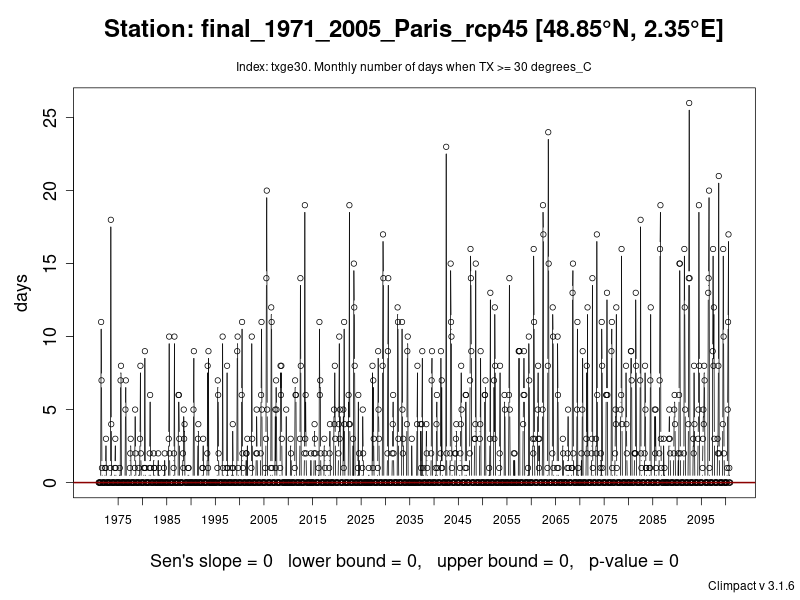 Station: final_1971_2005_Paris_rcp45 [48.85°N, 2.35°E]
Index: txge30. Monthly number of days when TX >= 30 degrees_C
days
25
20
15
10
5
0
1975 1985 1995 2005 2015 2025 2035 2045 2055 2065 2075 2085 2095
Sen's slope = 0 lower bound = 0, upper bound = 0, p-value = 0
Climpact v 3.1.6